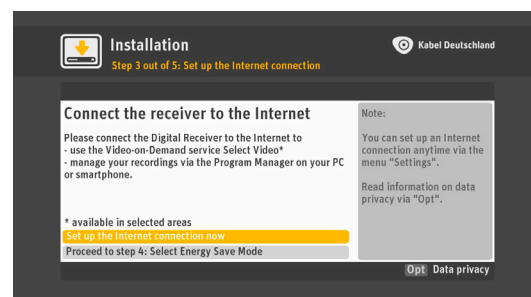 Installation
Kabel Deutschland
Step 3 out of 5: Set up the Internet connection
Connect the receiver to the Internet
Please connect the Digital Receiver to the Internet to
- use the Video-on-Demand service Select Video*
- manage your recordings via the Program Manager on your PC
or smartphone.
* available in selected areas
Set up the Internet connection now
Proceed to step 4: Select Energy Save Mode
Note:
You can set up an Internet
connection anytime via the
menu "Settings".
Read information on data
privacy via "Opt".
Opt Data privacy